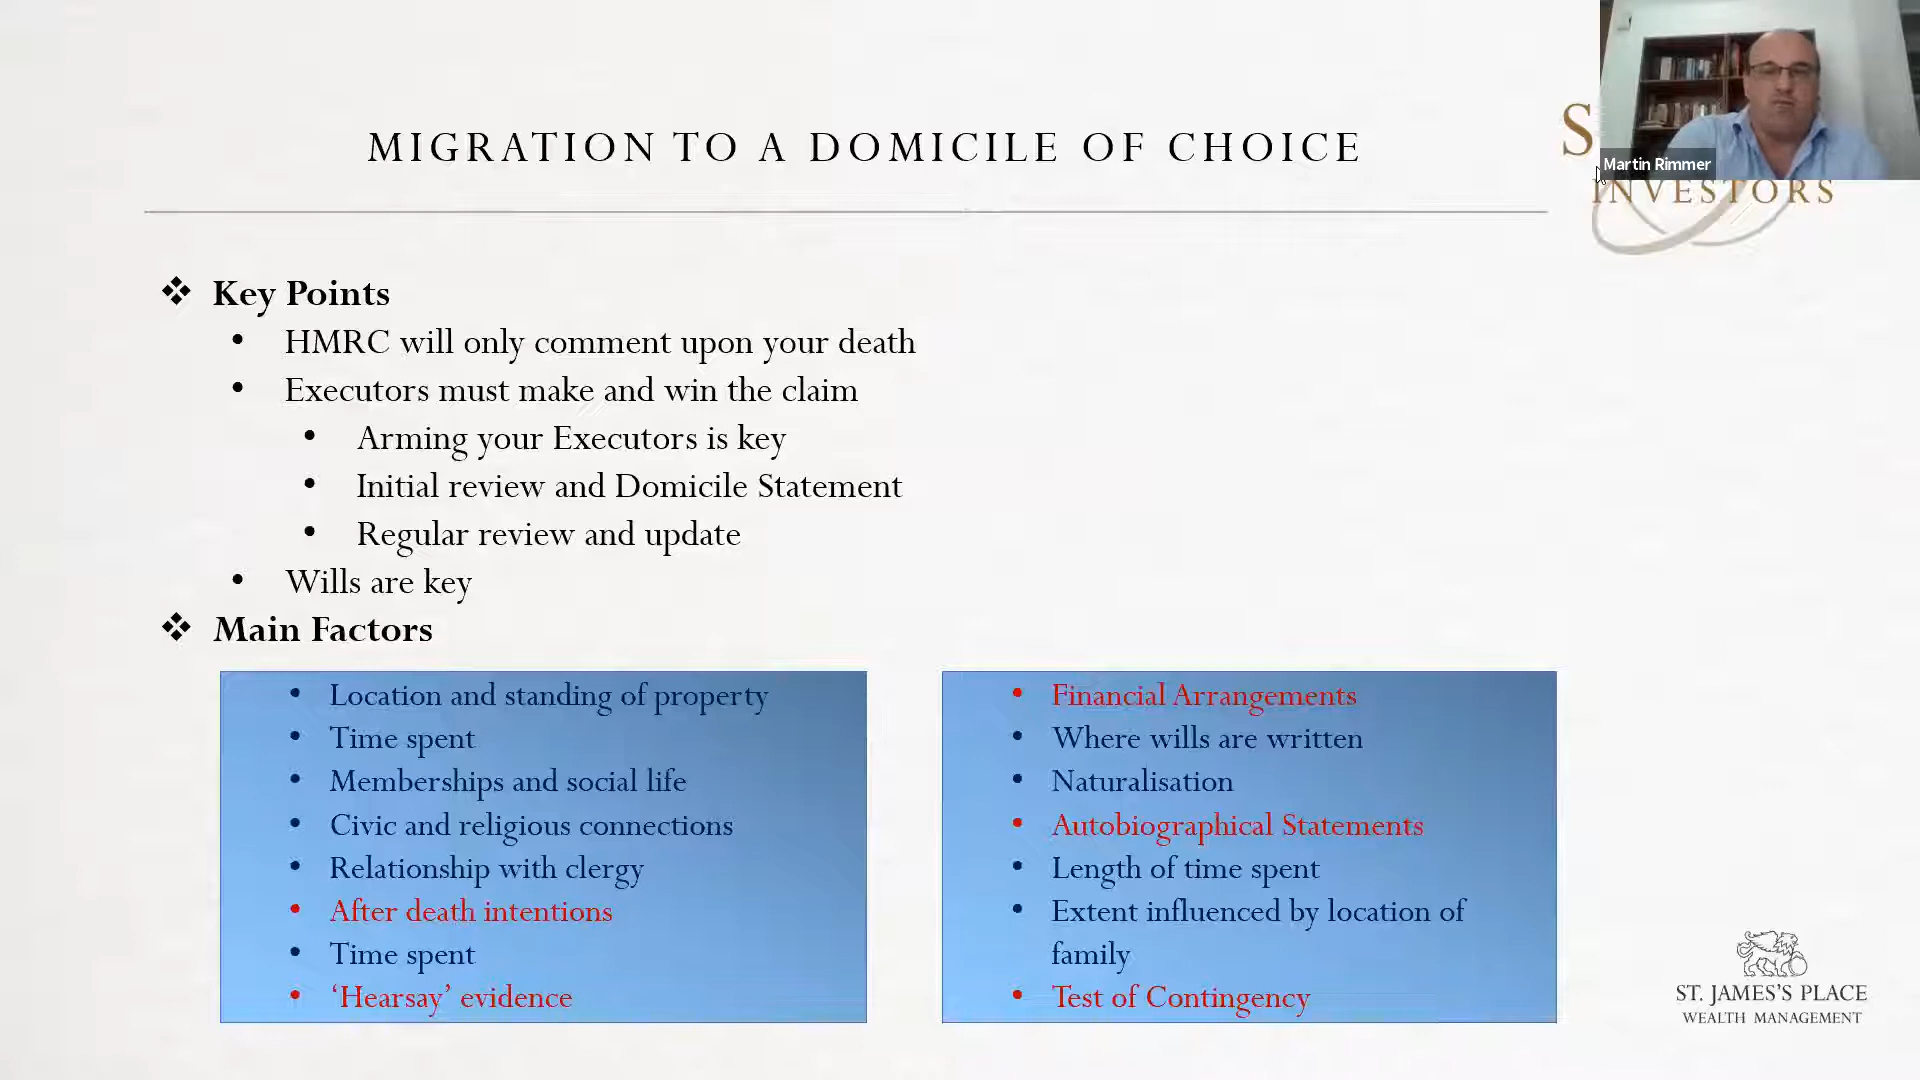 MIGRATION TO A DOMICILE OF CHOICE
S
Martin Rimmer
INVESTORS
❖ Key Points
• HMRC will only comment upon your death
• Executors must make and win the claim
• Arming your Executors is key
• Initial review and Domicile Statement
• Regular review and update
• Wills are key
❖ Main Factors
• Location and standing of property
• Time spent
• Memberships and social life
• Civic and religious connections
• Relationship with clergy
• After death intentions
• Time spent
• ‘Hearsay’ evidence
• Financial Arrangements
• Where wills are written
• Naturalisation
• Autobiographical Statements
• Length of time spent
• Extent influenced by location of
family
• Test of Contingency
ST. JAMES’S PLACE
WEALTH MANAGEMENT